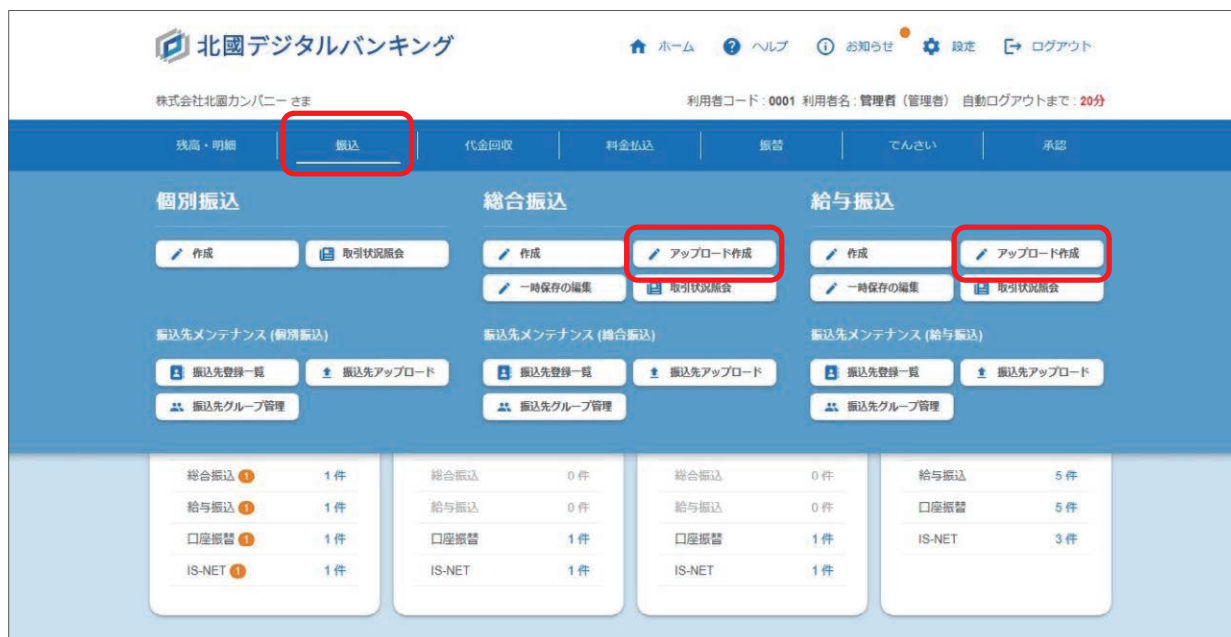 北國デジタルバンキング
ホーム ヘルプ お知らせ 設定 ログアウト
株式会社北國カンパニー さま
利用者コード : 0001 利用者名 : 管理者 (管理者) 自動ログアウトまで : 20分
残高・明細 振込 代金回収 料金払込 振替 でんさい 承認
個別振込 総合振込 給与振込
作成 取引状況照会 作成 アップロード作成 作成 アップロード作成
一時保存の編集 取引状況照会 一時保存の編集 取引状況照会
振込先メンテナンス (個別振込) 振込先メンテナンス (総合振込) 振込先メンテナンス (給与振込)
振込先登録一覧 振込先アップロード 振込先登録一覧 振込先アップロード 振込先登録一覧 振込先アップロード
振込先グループ管理 振込先グループ管理 振込先グループ管理
総合振込 1 1 件 総合振込 0 件 総合振込 0 件 給与振込 5 件
給与振込 1 1 件 給与振込 0 件 給与振込 0 件 口座振替 5 件
口座振替 1 1 件 口座振替 1 件 口座振替 1 件 IS-NET 3 件
IS-NET 1 1 件 IS-NET 1 件 IS-NET 1 件